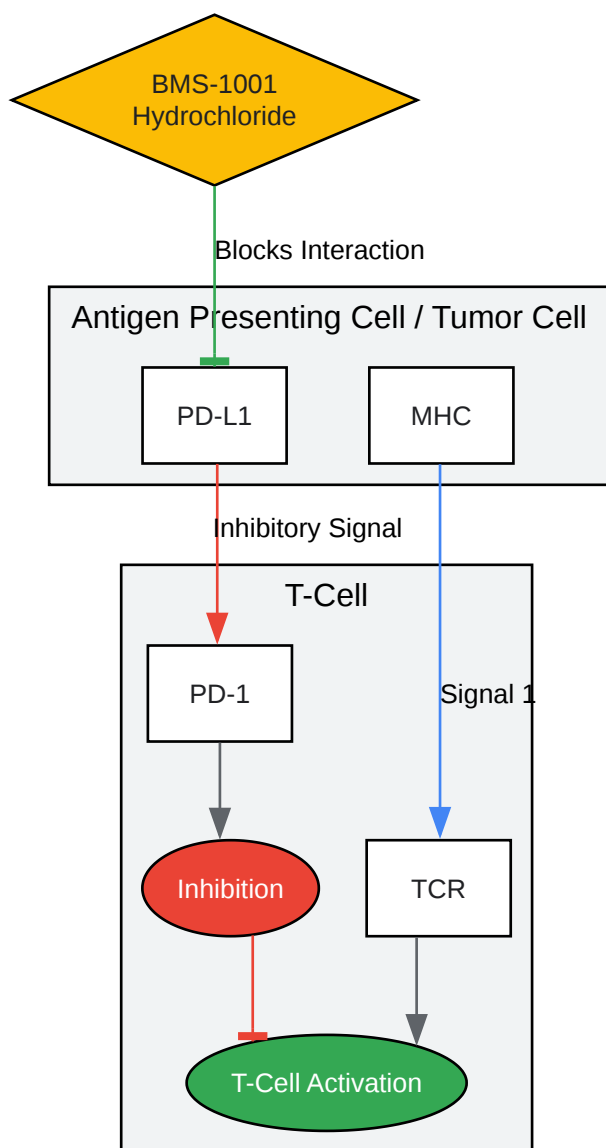 BMS-1001
Hydrochloride
Blocks Interaction
Antigen Presenting Cell / Tumor Cell
PD-L1
MHC
Inhibitory Signal
T-Cell
PD-1
Signal 1
Inhibition
TCR
T-Cell Activation